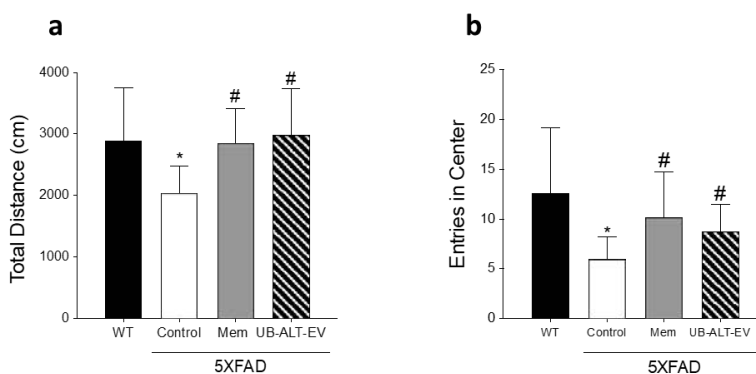 a
Total Distance (cm)
4000
3000
2000
1000
0
*
#
#
WT Control Mem UB-ALT-EV
5XFAD
b
Entries in Center
25
20
15
10
5
0
*
#
#
WT Control Mem UB-ALT-EV
5XFAD